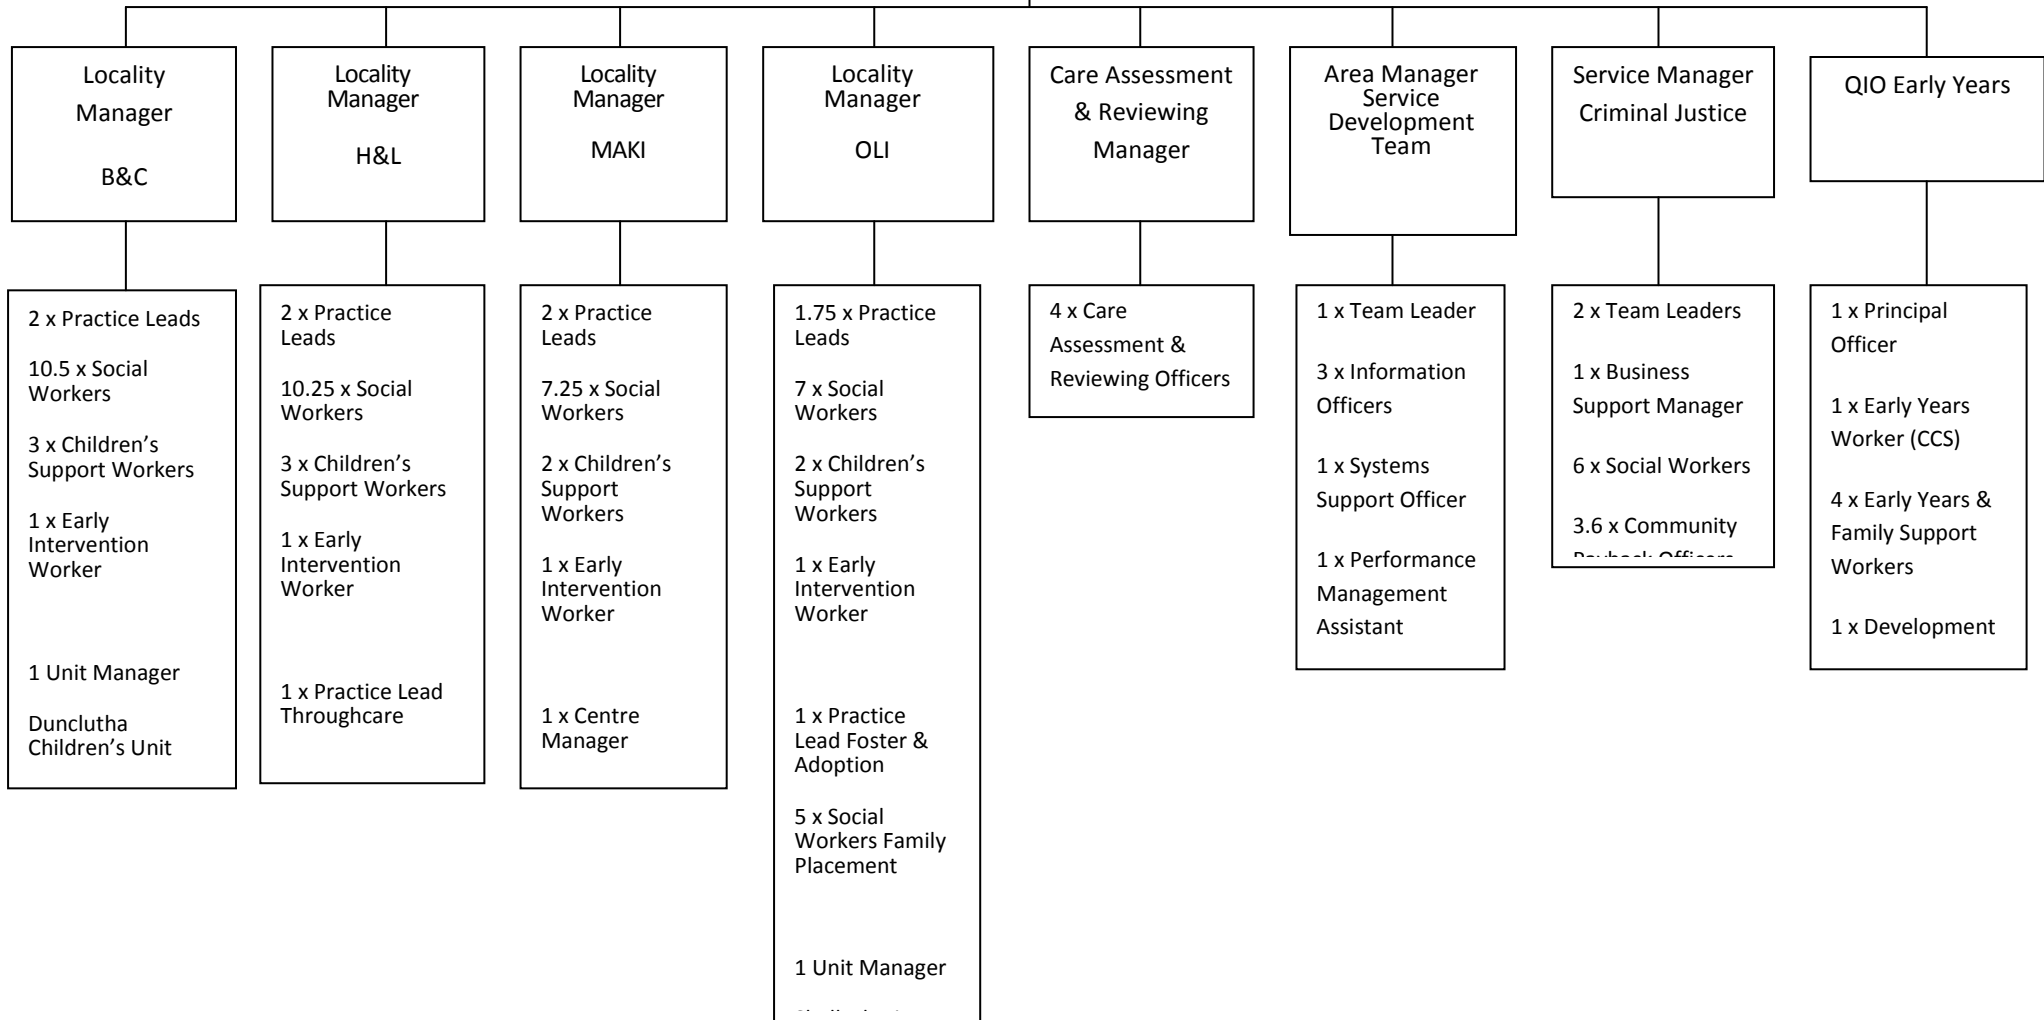 Locality
Manager
B&C
Locality
Manager
H&L
Locality
Manager
MAKI
Locality
Manager
OLI
Care Assessment
& Reviewing
Manager
Area Manager
Service
Development
Team
Service Manager
Criminal Justice
QIO Early Years
2 x Practice Leads
10.5 x Social
Workers
3 x Children’s
Support Workers
1 x Early
Intervention
Worker
1 Unit Manager
Dunclutha
Children’s Unit
2 x Practice
Leads
10.25 x Social
Workers
3 x Children’s
Support Workers
1 x Early
Intervention
Worker
1 x Practice Lead
Throughcare
2 x Practice
Leads
7.25 x Social
Workers
2 x Children’s
Support
Workers
1 x Early
Intervention
Worker
1 x Centre
Manager
1.75 x Practice
Leads
7 x Social
Workers
2 x Children’s
Support
Workers
1 x Early
Intervention
Worker
1 x Practice
Lead Foster &
Adoption
5 x Social
Workers Family
Placement
1 Unit Manager
4 x Care
Assessment &
Reviewing Officers
1 x Team Leader
3 x Information
Officers
1 x Systems
Support Officer
1 x Performance
Management
Assistant
2 x Team Leaders
1 x Business
Support Manager
6 x Social Workers
3.6 x Community
Payback Officers
1 x Principal
Officer
1 x Early Years
Worker (CCS)
4 x Early Years &
Family Support
Workers
1 x Development